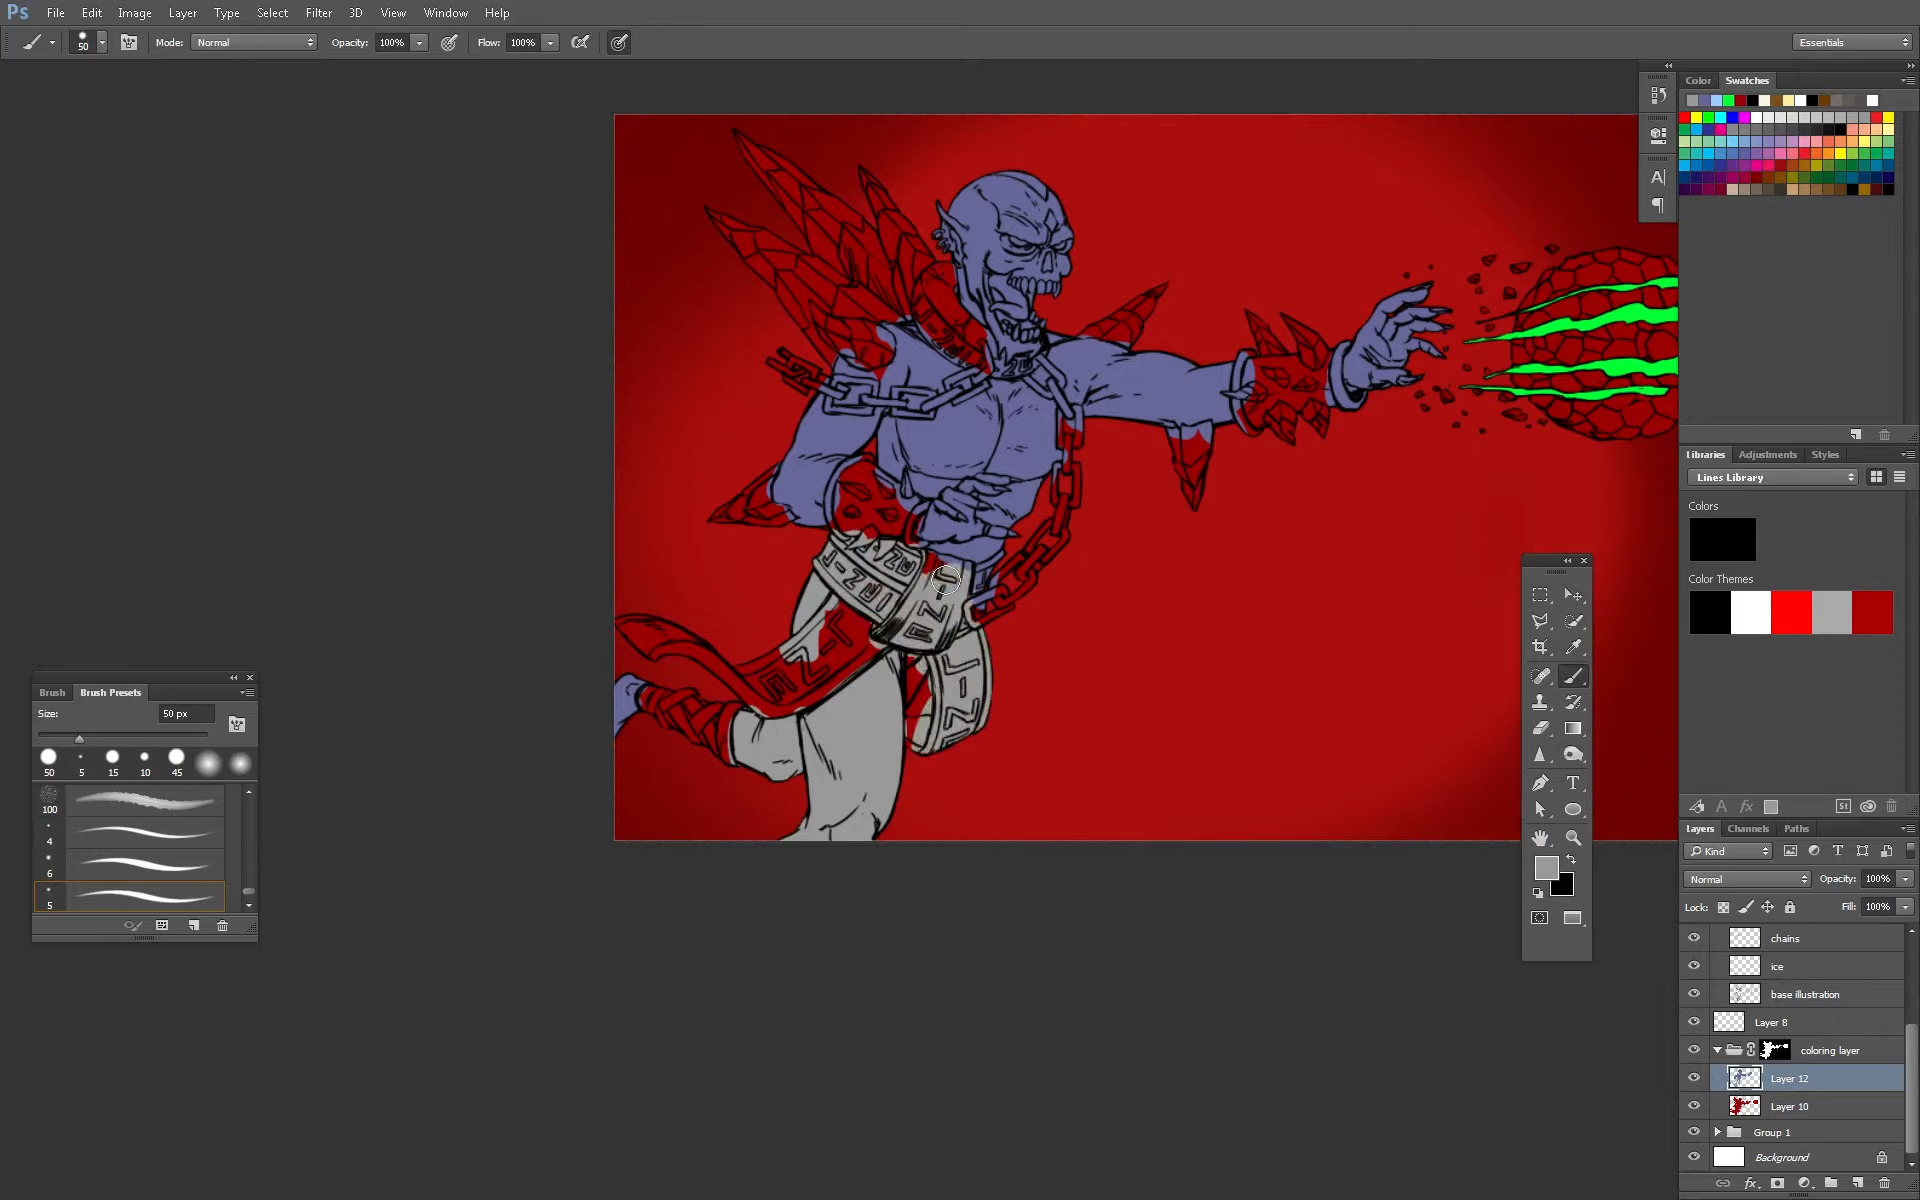 Ps File Edit Image Layer Type Select Filter 3D View Window Help
50 Mode: Normal Opacity: 100% Flow: 100% Essentials
Color Swatches
Libraries Adjustments Styles
Lines Library
Colors
Color Themes
Brush Brush Presets
Size: 50 px
50 5 15 10 45
100
4
6
5
Layers Channels Paths
Kind
Normal Opacity: 100%
Lock: Fill: 100%
chains
ice
base illustration
Layer 8
coloring layer
Layer 12
Layer 10
Group 1
Background